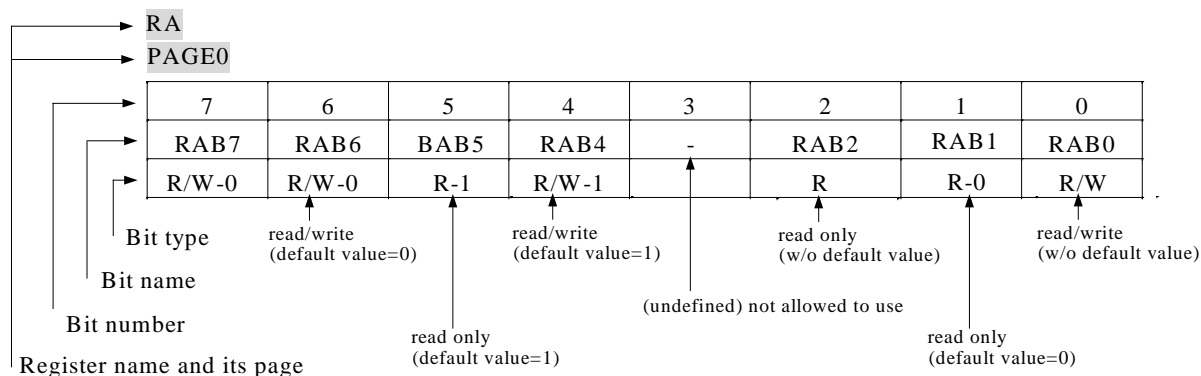 RA
PAGE0
7 6 5 4 3 2 1 0
RAB7 RAB6 BAB5 RAB4 - RAB2 RAB1 RAB0
R/W-0 R/W-0 R-1 R/W-1 R R-0 R/W
Bit type
read/write
(default value=0)
read/write
(default value=1)
read only
(w/o default value)
read/write
(w/o default value)
Bit name
(undefined) not allowed to use
Bit number
read only
(default value=1)
read only
(default value=0)
Register name and its page